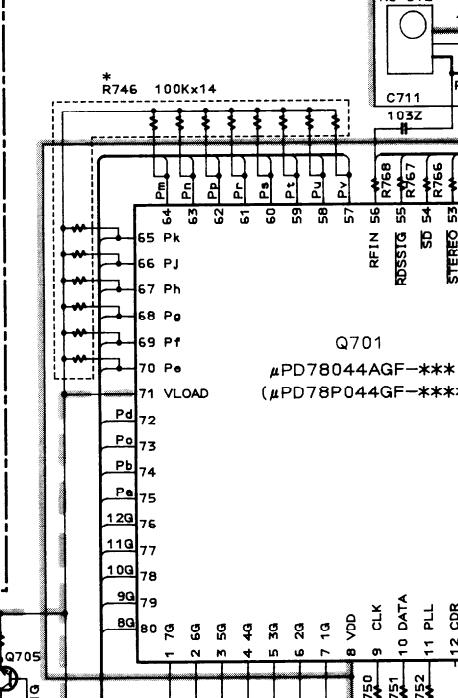 *
R746 100Kx14
C711
103Z
R768
R767
R766
Pm
Pn
Pp
Pr
Ps
Pt
Pu
Pv
64
63
62
61
60
59
58
57
56
55
54
53
RFIN
RDSSIG
SD
STEREO
65 Pk
66 Pj
67 Ph
68 Pg
69 Pf
70 Pe
71 VLOAD
Pd 72
Pc 73
Pb 74
Pa 75
12G 76
11G 77
10G 78
9G 79
8G 80
Q701
μPD78044AGF-***
(μPD78P044GF-***
1 7G
2 6G
3 5G
4 4G
5 3G
6 2G
7 1G
8 VDD
9 CLK
10 DATA
11 PLL
12 CDR
Q705
1G
750
751
752